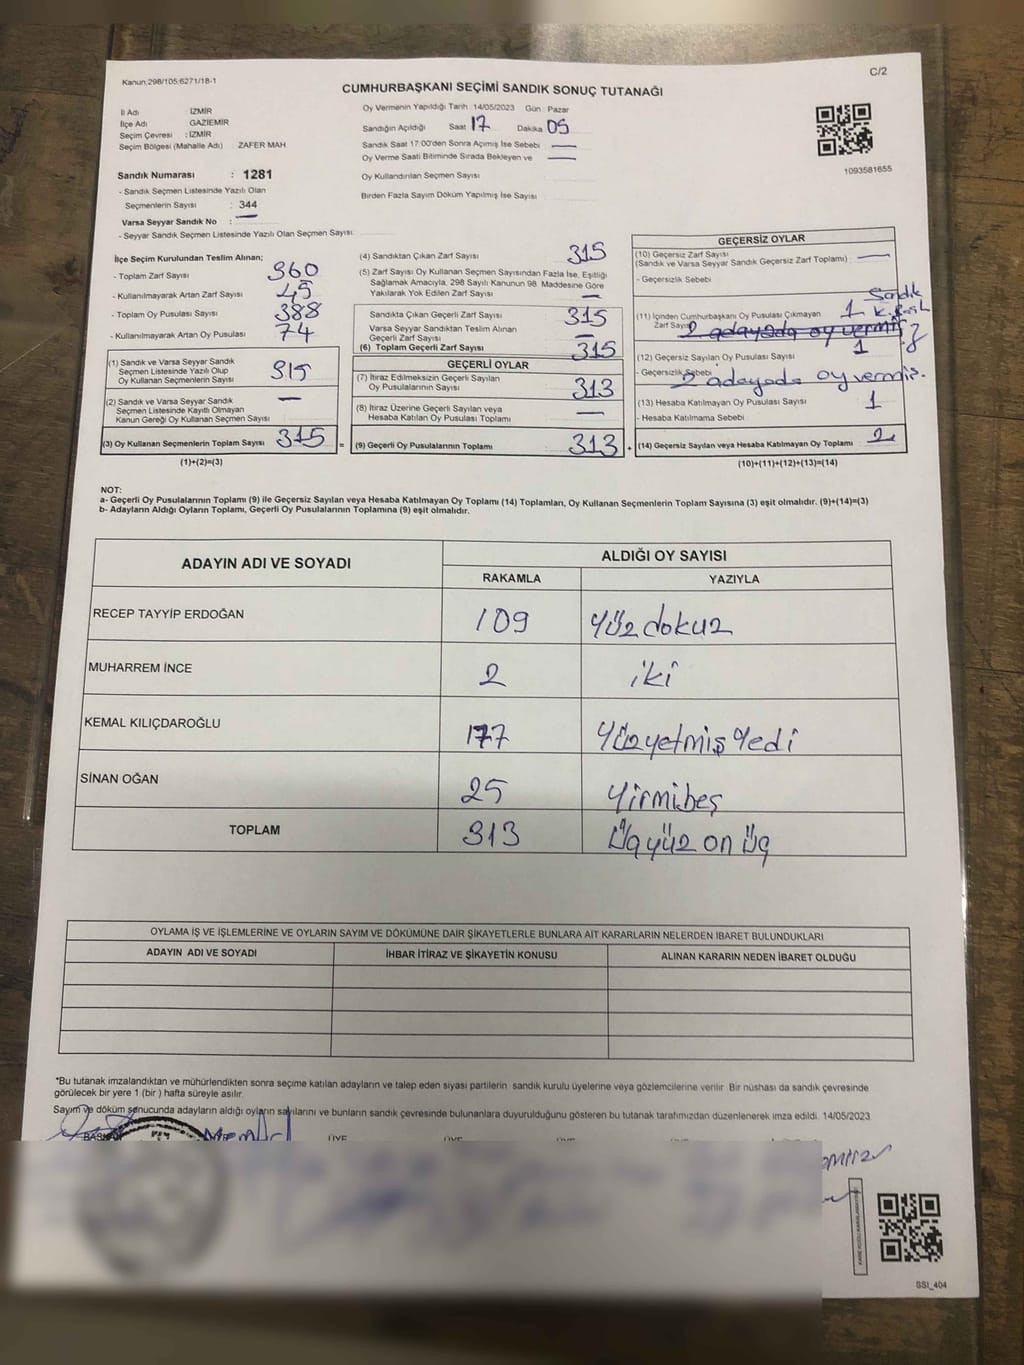 Kanun:298/105:6271/18-1
C/2
CUMHURBAŞKANI SEÇİMİ SANDIK SONUÇ TUTANAĞI
İl Adı İZMİR
İlçe Adı GAZİEMİR
Seçim Çevresi : İZMİR
Seçim Bölgesi (Mahalle Adı) : ZAFER MAH.
Sandık Numarası : 1281
- Sandık Seçmen Listesinde Yazılı Olan
Seçmenlerin Sayısı : 344
Varsa Seyyar Sandık No :
- Seyyar Sandık Seçmen Listesinde Yazılı Olan Seçmen Sayısı :
Oy Vermenin Yapıldığı Tarih :14/05/2023 Gün : Pazar
Sandığın Açıldığı Saat 17 Dakika 05
Sandık Saat 17:00'den Sonra Açımış İse Sebebi :
Oy Verme Saati Bitiminde Sırada Bekleyen ve
Oy Kullandırılan Seçmen Sayısı :
Birden Fazla Sayım Döküm Yapılmış İse Sayısı :
1093581655
İlçe Seçim Kurulundan Teslim Alınan;
- Toplam Zarf Sayısı 360
- Kullanılmayarak Artan Zarf Sayısı 45
- Toplam Oy Pusulası Sayısı 388
- Kullanılmayarak Artan Oy Pusulası 74
(1) Sandık ve Varsa Seyyar Sandık
Seçmen Listesinde Yazılı Olup
Oy Kullanan Seçmenlerin Sayısı 315
(2) Sandık ve Varsa Seyyar Sandık
Seçmen Listesinde Kayıtlı Olmayan
Kanun Gereği Oy Kullanan Seçmen Sayısı —
(3) Oy Kullanan Seçmenlerin Toplam Sayısı 315 =
(1)+(2)=(3)
(4) Sandıktan Çıkan Zarf Sayısı 315
(5) Zarf Sayısı Oy Kullanan Seçmen Sayısından Fazla İse, Eşitliği
Sağlamak Amacıyla, 298 Sayılı Kanunun 98. Maddesine Göre
Yakılarak Yok Edilen Zarf Sayısı —
Sandıkta Çıkan Geçerli Zarf Sayısı 315
Varsa Seyyar Sandıktan Teslim Alınan
Geçerli Zarf Sayısı —
(6) Toplam Geçerli Zarf Sayısı 315
GEÇERLİ OYLAR
(7) İtiraz Edilmeksizin Geçerli Sayılan
Oy Pusulalarının Sayısı 313
(8) İtiraz Üzerine Geçerli Sayılan veya
Hesaba Katılan Oy Pusulası Toplamı —
(9) Geçerli Oy Pusulalarının Toplamı 313 +
GEÇERSİZ OYLAR
(10) Geçersiz Zarf Sayısı
(Sandık ve Varsa Seyyar Sandık Geçersiz Zarf Toplamı) : —
- Geçersizlik Sebebi
Sandık
(11) İçinden Cumhurbaşkanı Oy Pusulası Çıkmayan 1
Zarf Sayısı 2 adayada oy vermiş
(12) Geçersiz Sayılan Oy Pusulası Sayısı 1
- Geçersizlik Sebebi 2 adayada oy vermiş.
(13) Hesaba Katılmayan Oy Pusulası Sayısı 1
- Hesaba Katılmama Sebebi
(14) Geçersiz Sayılan veya Hesaba Katılmayan Oy Toplamı 2
(10)+(11)+(12)+(13)=(14)
NOT:
a- Geçerli Oy Pusulalarının Toplamı (9) ile Geçersiz Sayılan veya Hesaba Katılmayan Oy Toplamı (14) Toplamları, Oy Kullanan Seçmenlerin Toplam Sayısına (3) eşit olmalıdır. (9)+(14)=(3)
b- Adayların Aldığı Oyların Toplamı, Geçerli Oy Pusulalarının Toplamına (9) eşit olmalıdır.
ADAYIN ADI VE SOYADI ALDIĞI OY SAYISI
RAKAMLA YAZIYLA
RECEP TAYYİP ERDOĞAN 109 Yüzdokuz
MUHARREM İNCE 2 iki
KEMAL KILIÇDAROĞLU 177 Yüzyetmiş Yedi
SİNAN OĞAN 25 Yirmibeş
TOPLAM 313 Üçyüz on Üç
OYLAMA İŞ VE İŞLEMLERİNE VE OYLARIN SAYIM VE DÖKÜMÜNE DAİR ŞİKAYETLERLE BUNLARA AİT KARARLARIN NELERDEN İBARET BULUNDUKLARI
ADAYIN ADI VE SOYADI İHBAR İTİRAZ VE ŞİKAYETİN KONUSU ALINAN KARARIN NEDEN İBARET OLDUĞU
*Bu tutanak imzalandıktan ve mühürlendikten sonra seçime katılan adayların ve talep eden siyasi partilerin sandık kurulu üyelerine veya gözlemcilerine verilir. Bir nüshası da sandık çevresinde
görülecek bir yere 1 (bir ) hafta süreyle asılır.
Sayım ve döküm sonucunda adayların aldığı oyların sayılarını ve bunların sandık çevresinde bulunanlara duyurulduğunu gösteren bu tutanak tarafımızdan düzenlenerek imza edildi. 14/05/2023
BAŞKAN ÜYE ÜYE ÜYE
SSI_404